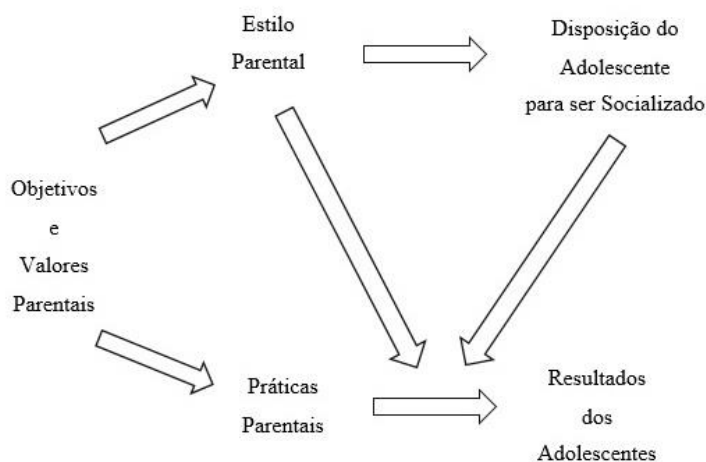 Estilo
Parental
Disposição do
Adolescente
para ser Socializado
Objetivos
e
Valores
Parentais
Práticas
Parentais
Resultados
dos
Adolescentes